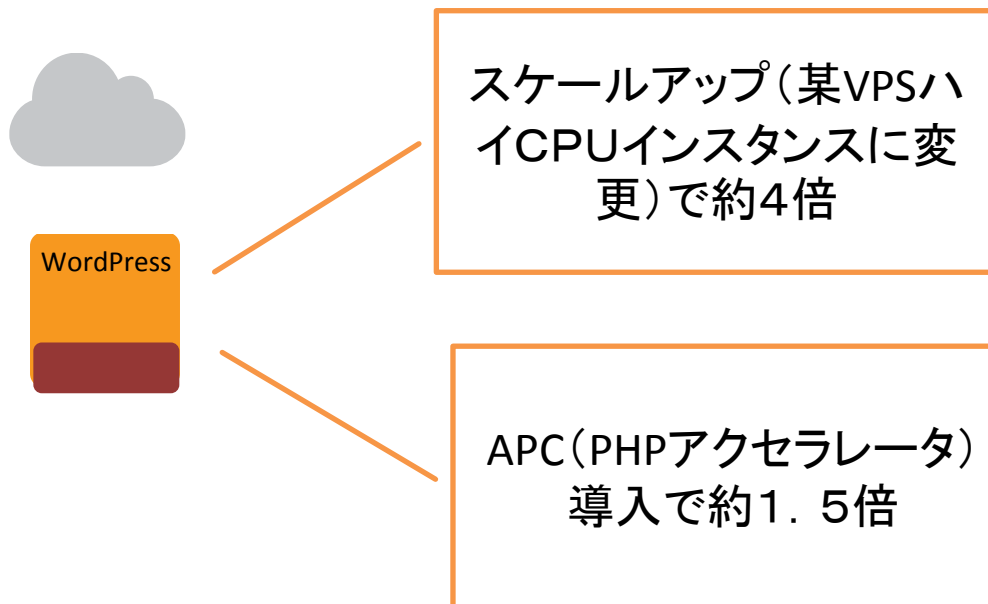 スケールアップ（某VPSハ
イCPUインスタンスに変
更）で約４倍
WordPress
APC（PHPアクセラレータ）
導入で約１．５倍